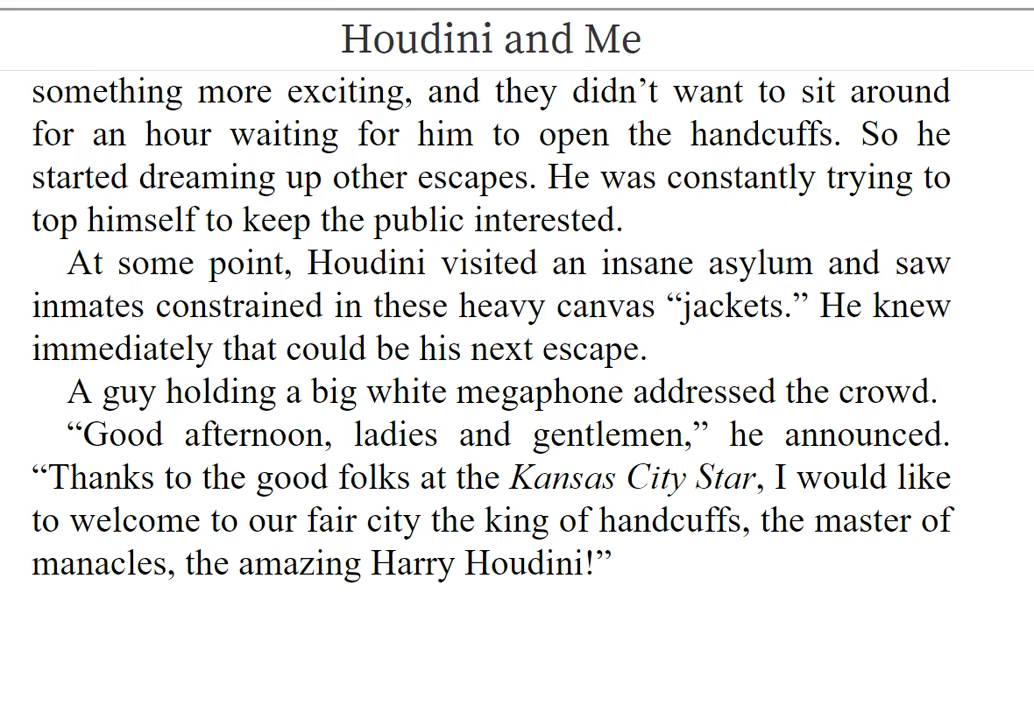 Houdini and Me
something more exciting, and they didn’t want to sit around
for an hour waiting for him to open the handcuffs. So he
started dreaming up other escapes. He was constantly trying to
top himself to keep the public interested.
At some point, Houdini visited an insane asylum and saw
inmates constrained in these heavy canvas “jackets.” He knew
immediately that could be his next escape.
A guy holding a big white megaphone addressed the crowd.
“Good afternoon, ladies and gentlemen,” he announced.
“Thanks to the good folks at the Kansas City Star, I would like
to welcome to our fair city the king of handcuffs, the master of
manacles, the amazing Harry Houdini!”